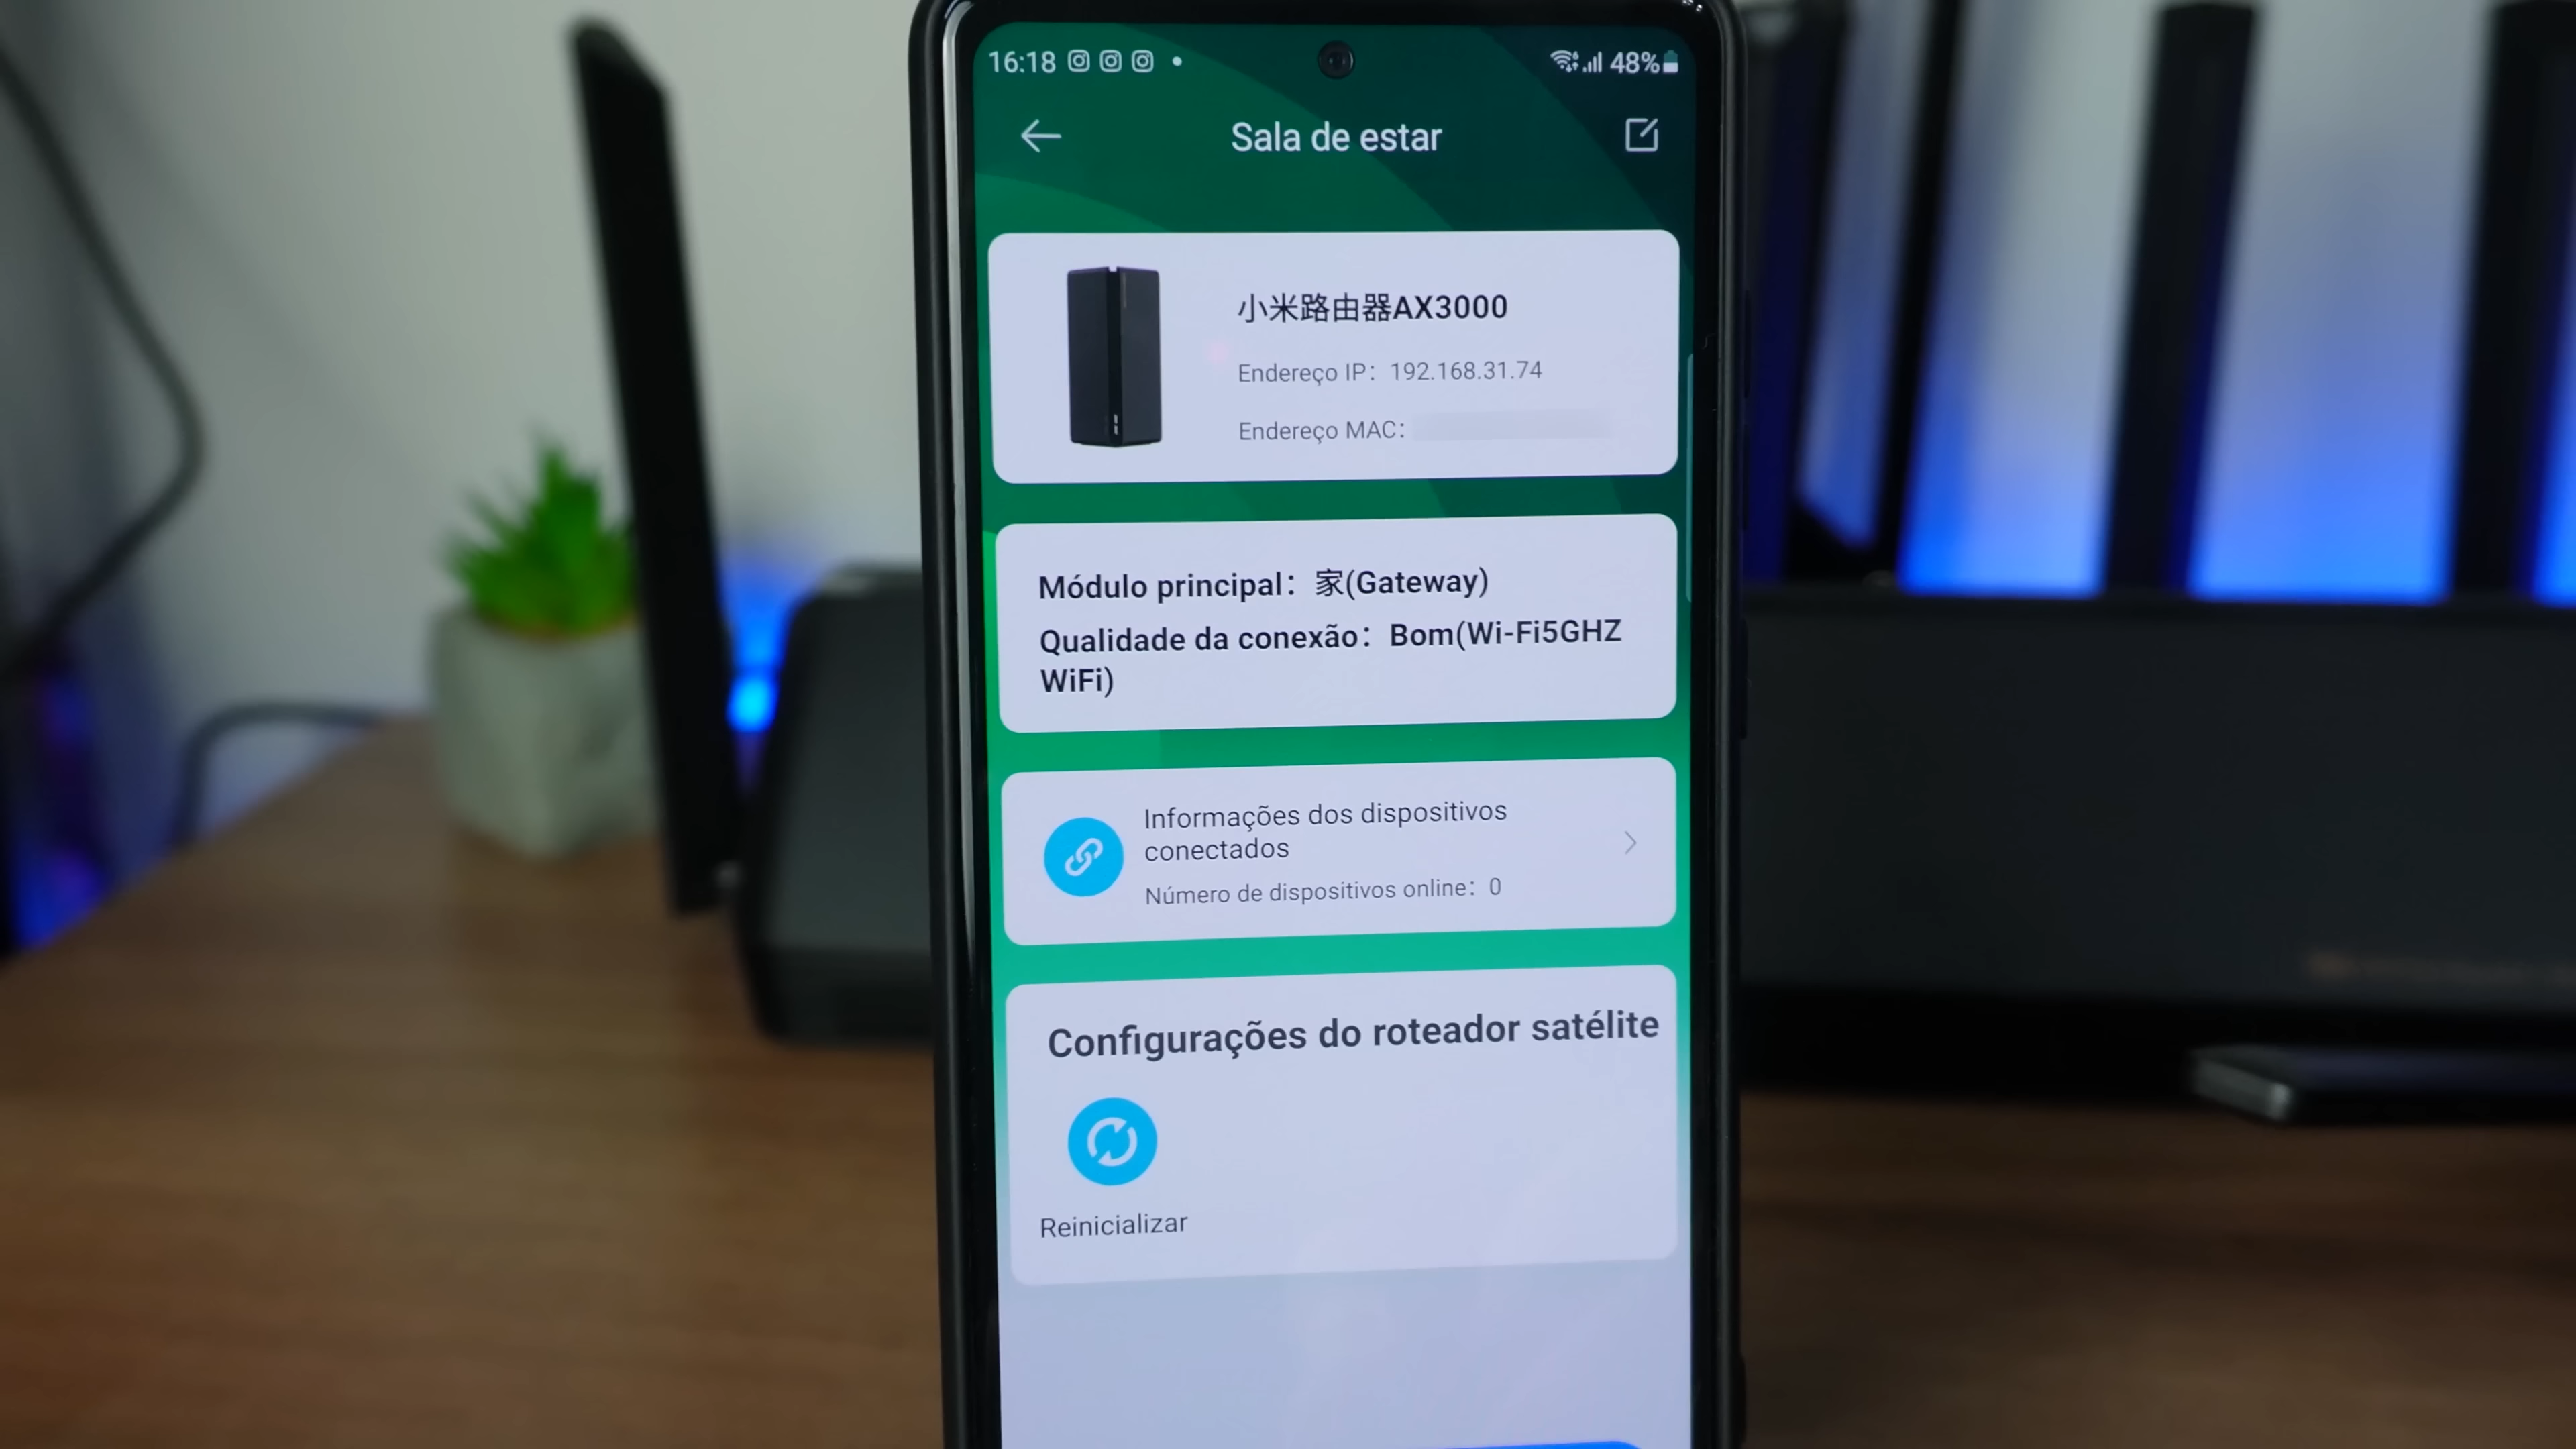 16:18
48%
Sala de estar
小米路由器AX3000
Endereço IP：192.168.31.74
Endereço MAC：
Módulo principal：家(Gateway)
Qualidade da conexão：Bom(Wi-Fi5GHZ
WiFi)
Informações dos dispositivos
conectados
Número de dispositivos online：0
Configurações do roteador satélite
Reinicializar